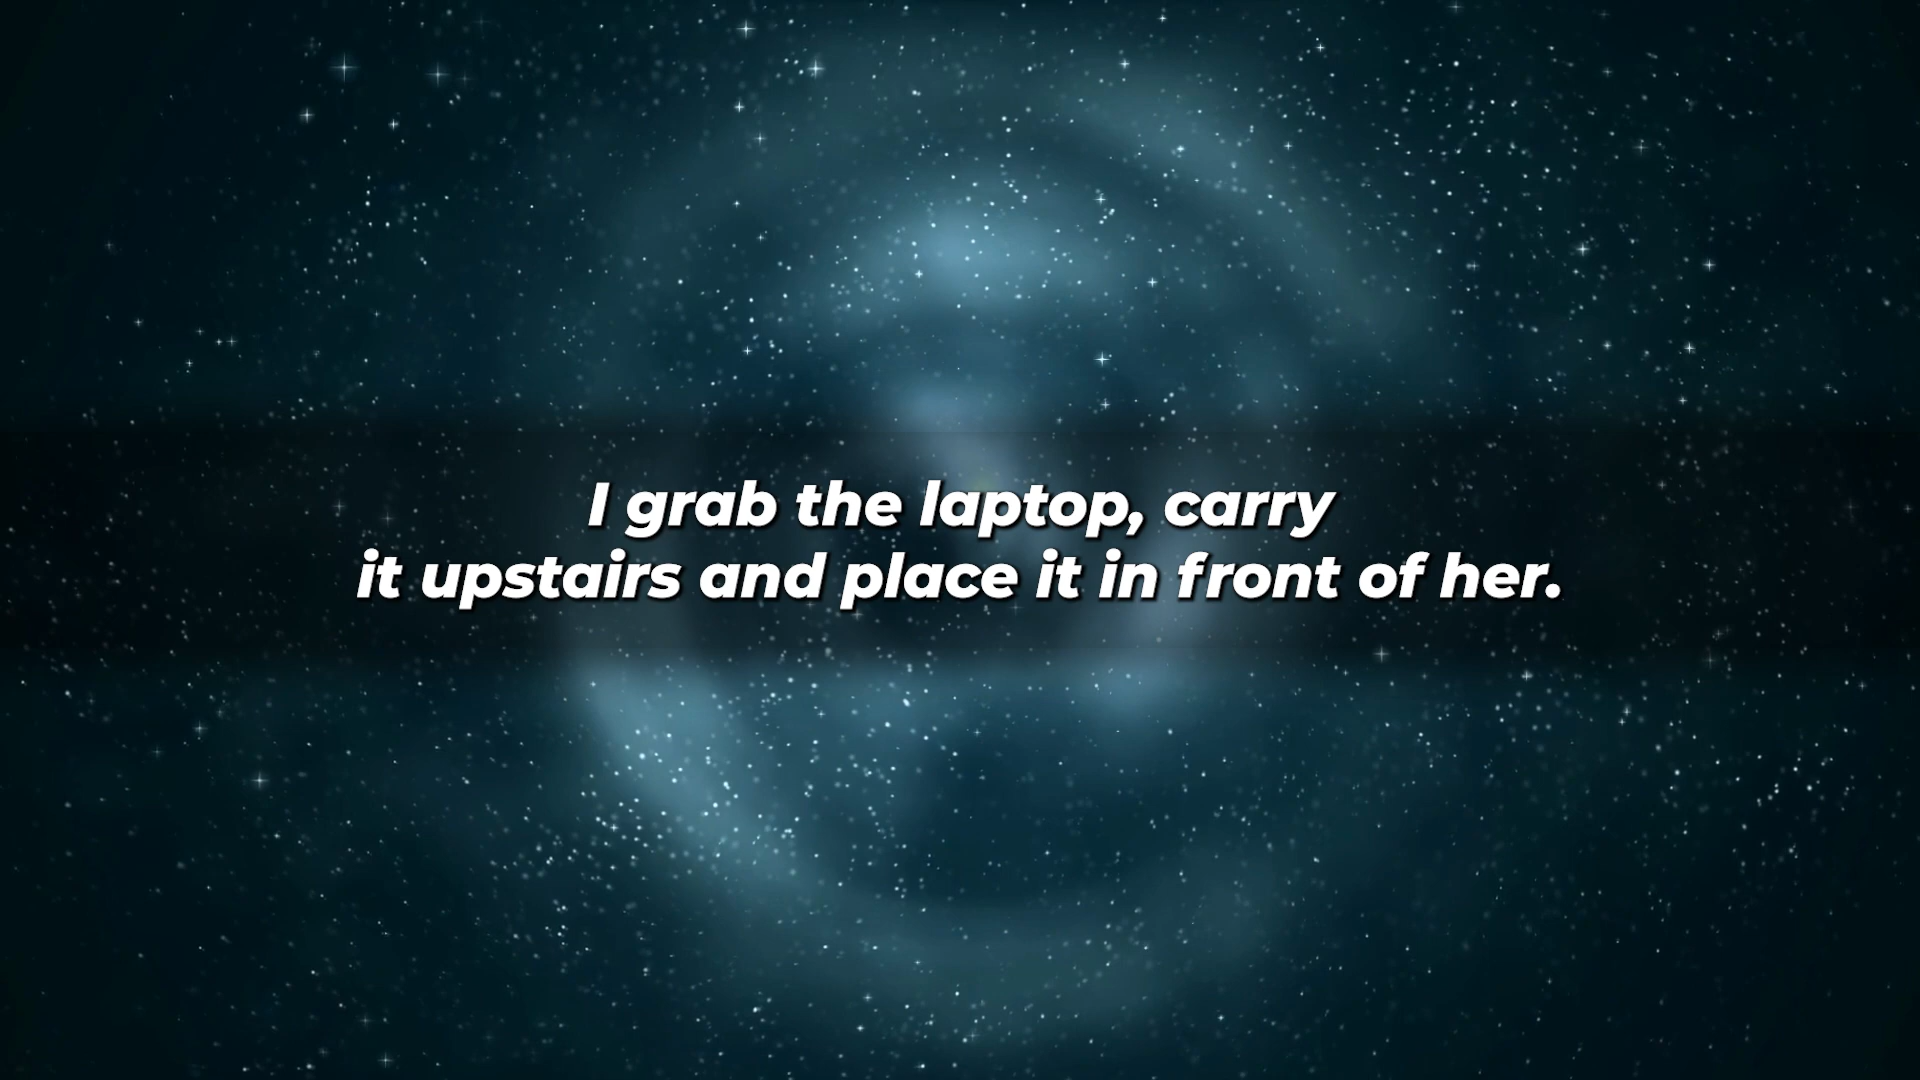 I grab the laptop, carry
it upstairs and place it in front of her.